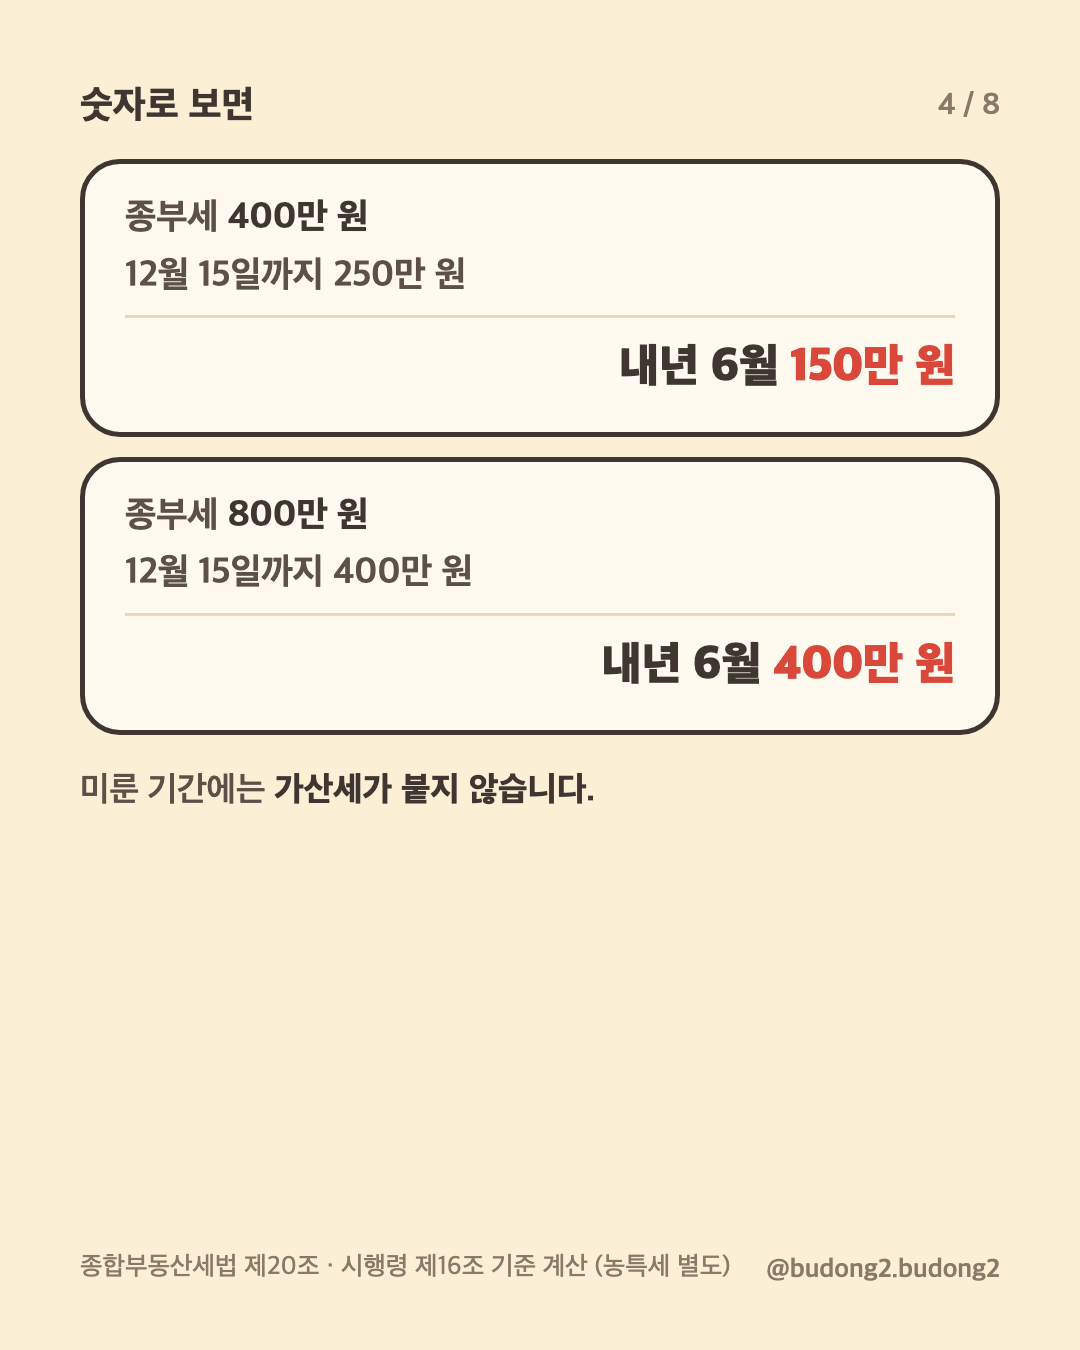 숫자로 보면
4 / 8
종부세 400만 원
12월 15일까지 250만 원
내년 6월 150만 원
종부세 800만 원
12월 15일까지 400만 원
내년 6월 400만 원
미룬 기간에는 가산세가 붙지 않습니다.
종합부동산세법 제20조 · 시행령 제16조 기준 계산 (농특세 별도)
@budong2.budong2